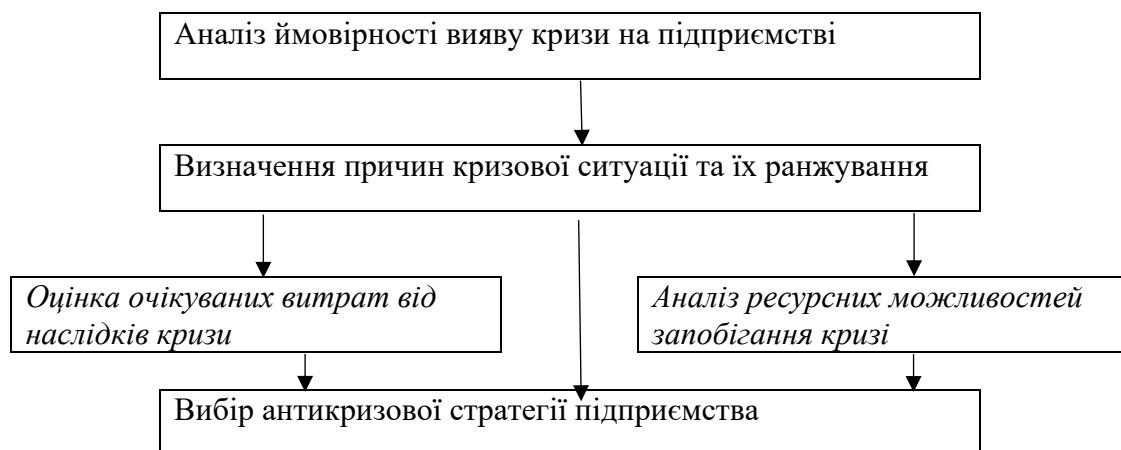 Аналіз ймовірності вияву кризи на підприємстві
Визначення причин кризової ситуації та їх ранжування
Оцінка очікуваних витрат від
наслідків кризи
Аналіз ресурсних можливостей
запобігання кризі
Вибір антикризової стратегії підприємства